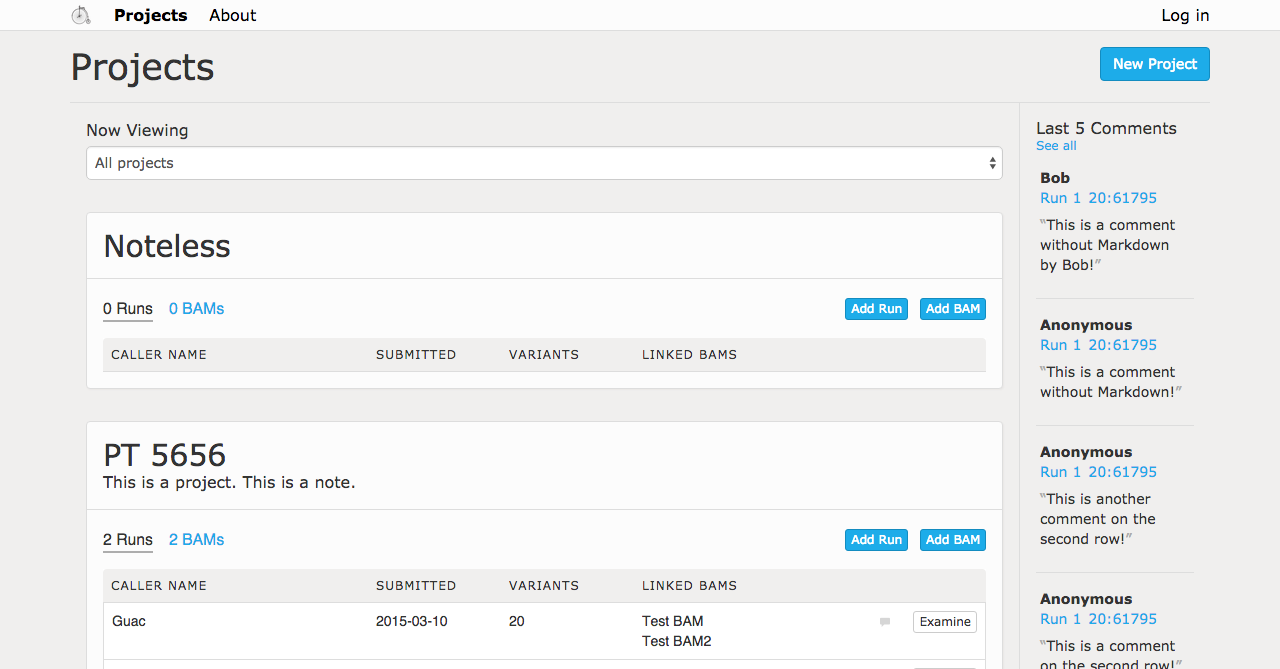 Projects About Log in
Projects New Project
Now Viewing
All projects
Noteless
0 Runs 0 BAMs Add Run Add BAM
CALLER NAME SUBMITTED VARIANTS LINKED BAMS
PT 5656
This is a project. This is a note.
2 Runs 2 BAMs Add Run Add BAM
CALLER NAME SUBMITTED VARIANTS LINKED BAMS
Guac 2015-03-10 20 Test BAM Examine
Test BAM2
Last 5 Comments
See all
Bob
Run 1 20:61795
“This is a comment
without Markdown
by Bob!”
Anonymous
Run 1 20:61795
“This is a comment
without Markdown!”
Anonymous
Run 1 20:61795
“This is another
comment on the
second row!”
Anonymous
Run 1 20:61795
“This is a comment
on the second row!”